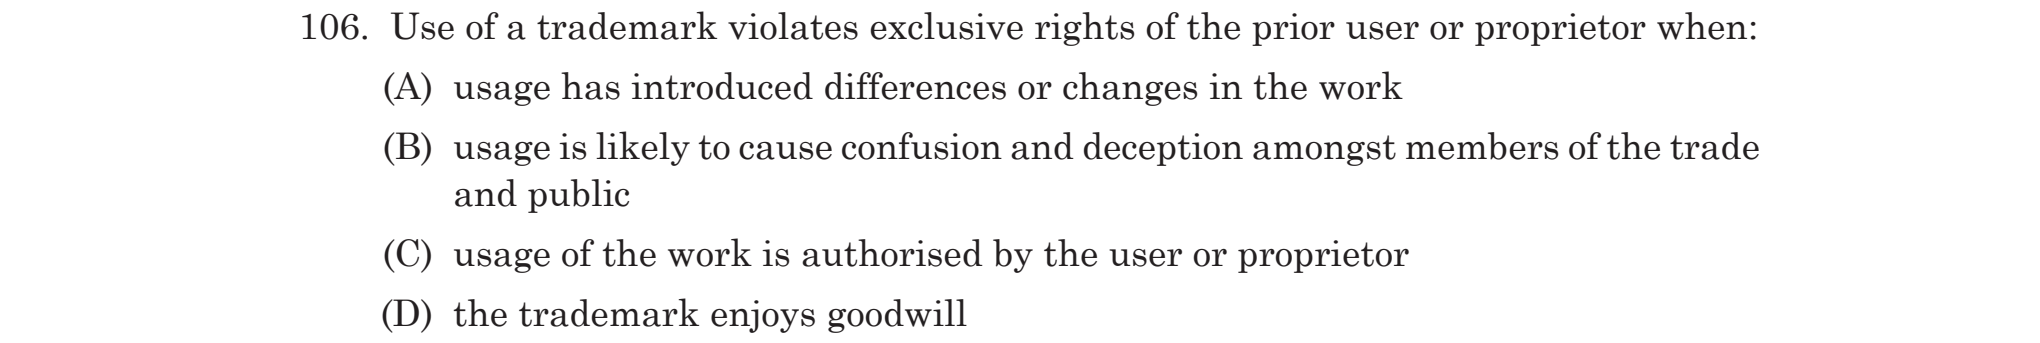 106. Use of a trademark violates exclusive rights of the prior user or proprietor when:
(A) usage has introduced differences or changes in the work
(B) usage is likely to cause confusion and deception amongst members of the trade
and public
(C) usage of the work is authorised by the user or proprietor
(D) the trademark enjoys goodwill